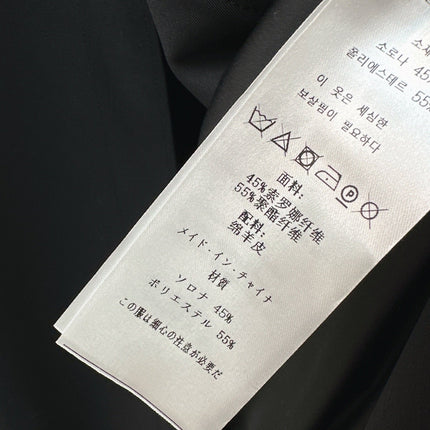 소재
소로나 45%
폴리에스테르 55%
이 옷은 세심한
보살핌이 필요하다
P
面料:
45%索罗娜纤维
55%聚酯纤维
配料:
绵羊皮
メイド・イン・チャイナ
材質
ソロナ 45%
ポリエステル 55%
この服は細心の注意が必要だ